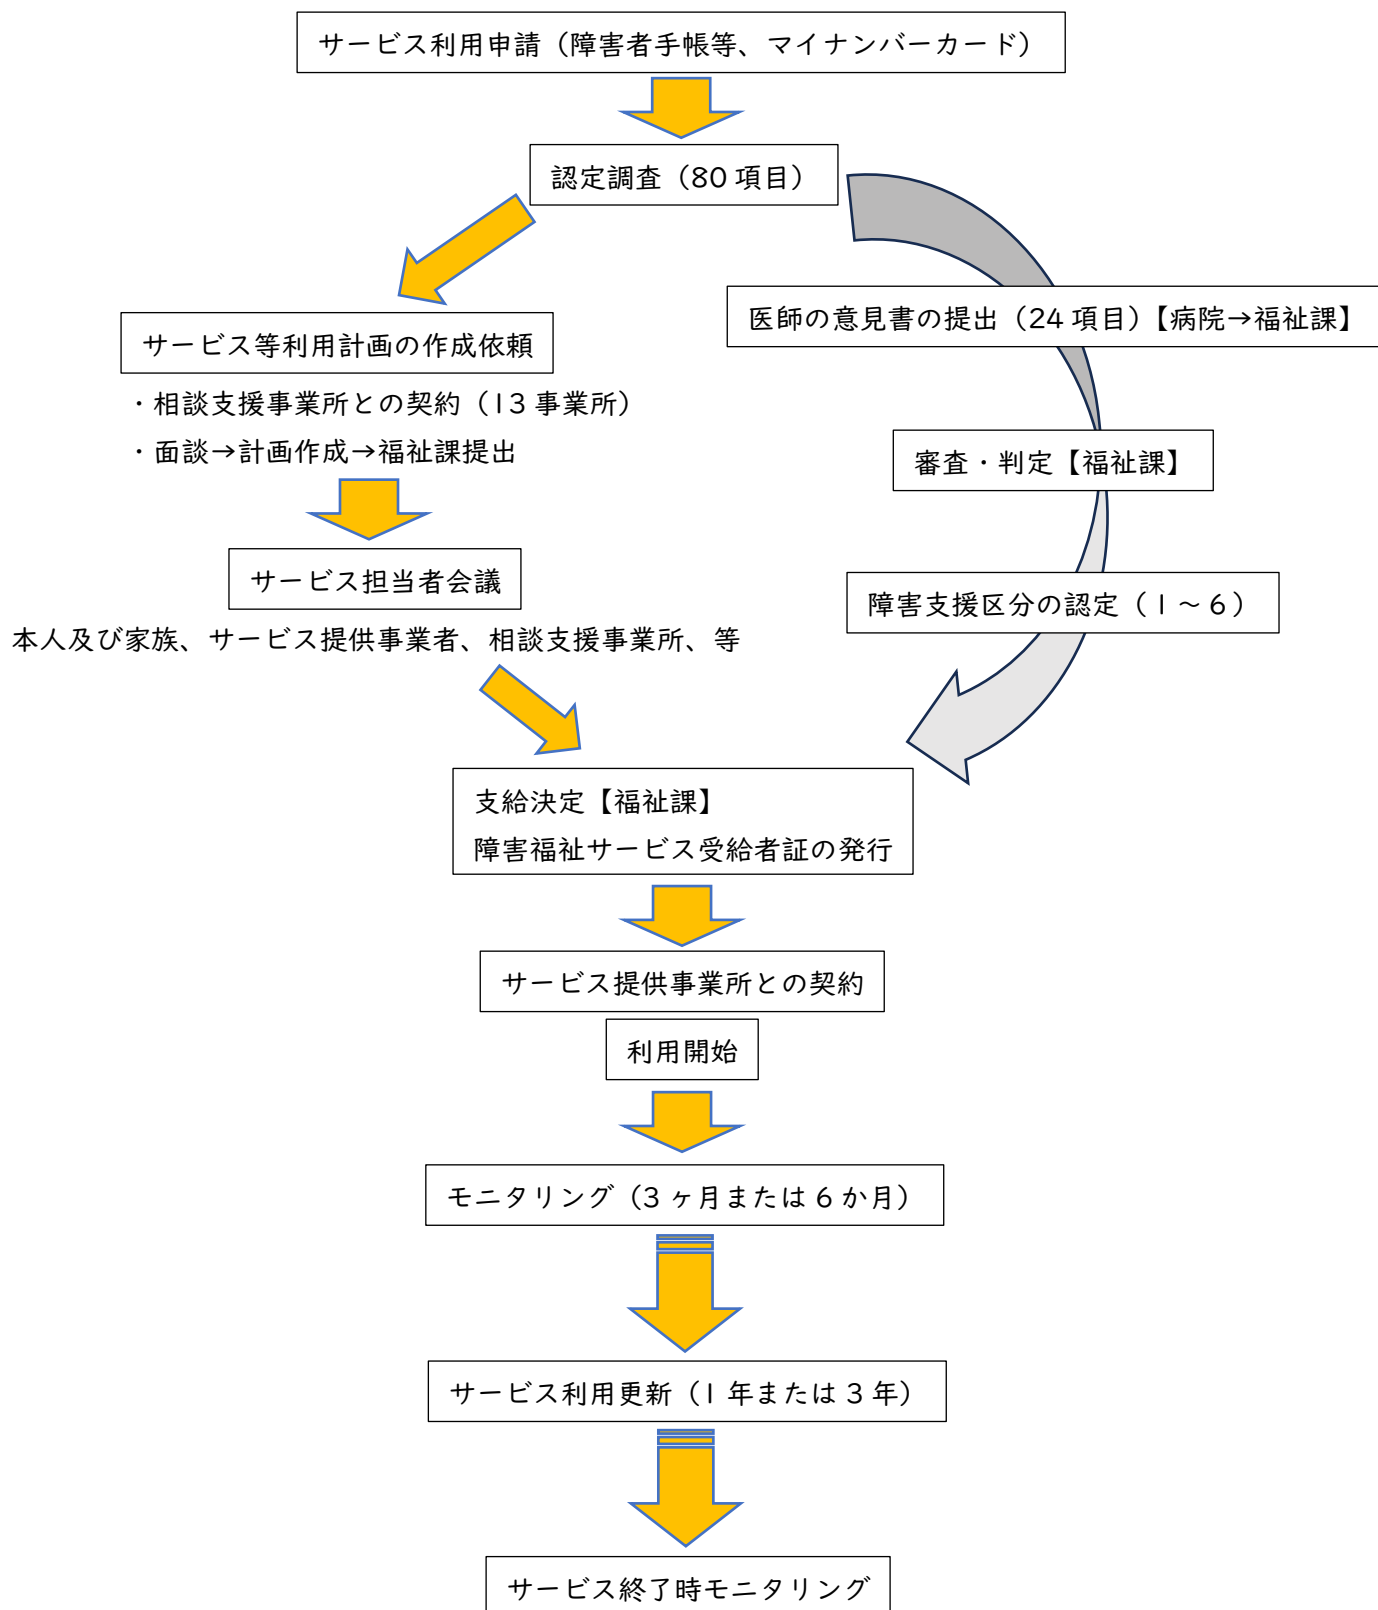 サービス利用申請（障害者手帳等、マイナンバーカード）
認定調査（80項目）
医師の意見書の提出（24項目）【病院→福祉課】
サービス等利用計画の作成依頼
・相談支援事業所との契約（13事業所）
・面談→計画作成→福祉課提出
審査・判定【福祉課】
サービス担当者会議
障害支援区分の認定（1～6）
本人及び家族、サービス提供事業者、相談支援事業所、等
支給決定【福祉課】
障害福祉サービス受給者証の発行
サービス提供事業所との契約
利用開始
モニタリング（3ヶ月または6か月）
サービス利用更新（1年または3年）
サービス終了時モニタリング